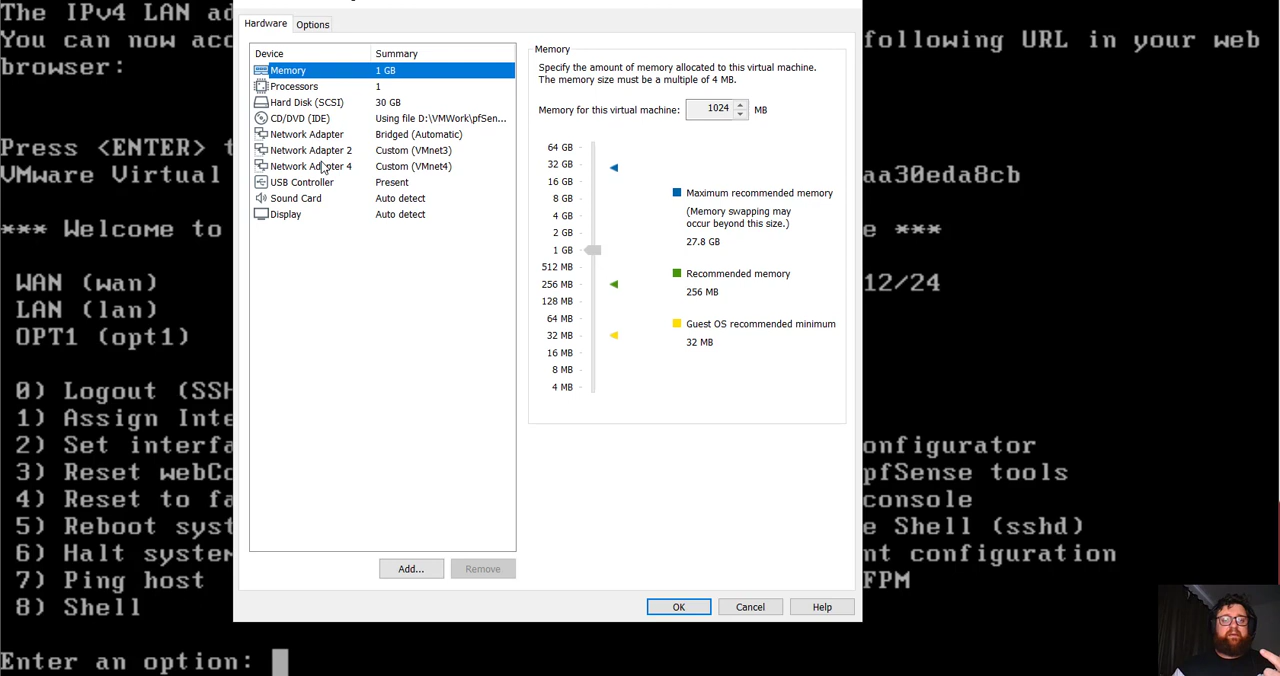 The IPv4 LAN ad
You can now acc following URL in your web
browser:
Press <ENTER> t
VMware Virtual aa30eda8cb
*** Welcome to e ***
WAN (wan) 12/24
LAN (lan)
OPT1 (opt1)
0) Logout (SSH
1) Assign Inte
2) Set interfa onfigurator
3) Reset webCo pfSense tools
4) Reset to fa console
5) Reboot syst e Shell (sshd)
6) Halt system nt configuration
7) Ping host FPM
8) Shell
Enter an option:
Hardware Options
Device Summary
Memory 1 GB
Processors 1
Hard Disk (SCSI) 30 GB
CD/DVD (IDE) Using file D:\VMWork\pfSen...
Network Adapter Bridged (Automatic)
Network Adapter 2 Custom (VMnet3)
Network Adapter 4 Custom (VMnet4)
USB Controller Present
Sound Card Auto detect
Display Auto detect
Add... Remove
Memory
Specify the amount of memory allocated to this virtual machine.
The memory size must be a multiple of 4 MB.
Memory for this virtual machine: 1024 MB
64 GB
32 GB
16 GB
8 GB
4 GB
2 GB
1 GB
512 MB
256 MB
128 MB
64 MB
32 MB
16 MB
8 MB
4 MB
Maximum recommended memory
(Memory swapping may
occur beyond this size.)
27.8 GB
Recommended memory
256 MB
Guest OS recommended minimum
32 MB
OK Cancel Help